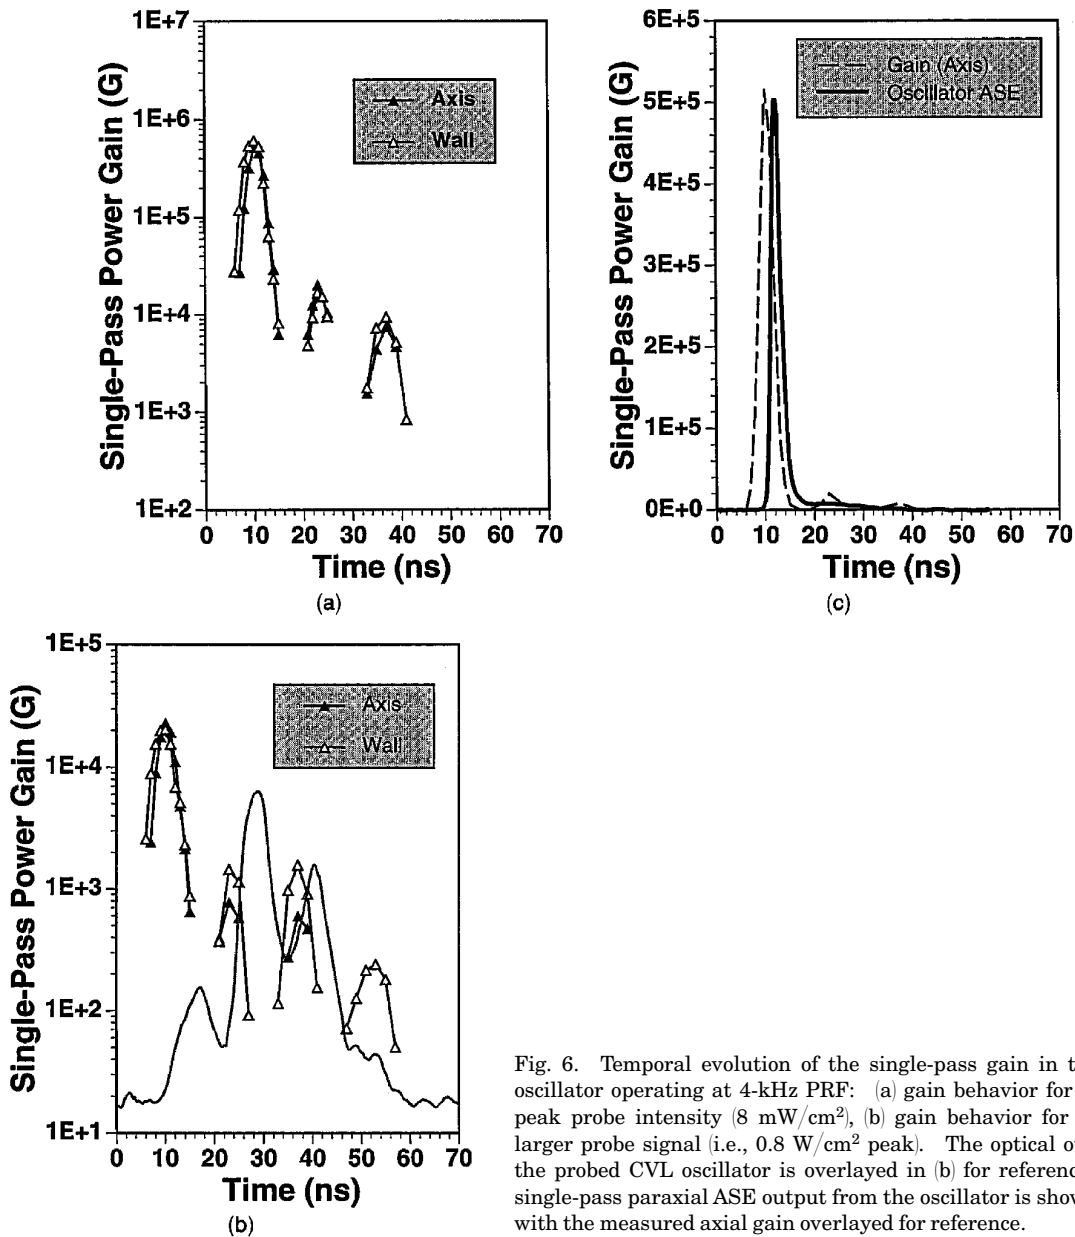 1E+7
1E+6
1E+5
1E+4
1E+3
1E+2
Single-Pass Power Gain (G)
Axis
Wall
0 10 20 30 40 50 60 70
Time (ns)
(a)
6E+5
5E+5
4E+5
3E+5
2E+5
1E+5
0E+0
Single-Pass Power Gain (G)
Gain (Axis)
Oscillator ASE
0 10 20 30 40 50 60 70
Time (ns)
(c)
1E+5
1E+4
1E+3
1E+2
1E+1
Single-Pass Power Gain (G)
Axis
Wall
0 10 20 30 40 50 60 70
Time (ns)
(b)
Fig. 6. Temporal evolution of the single-pass gain in
oscillator operating at 4-kHz PRF: (a) gain behavior for
peak probe intensity (8 mW/cm²), (b) gain behavior for
larger probe signal (i.e., 0.8 W/cm² peak). The optical
the probed CVL oscillator is overlayed in (b) for
single-pass paraxial ASE output from the oscillator is
with the measured axial gain overlayed for reference.